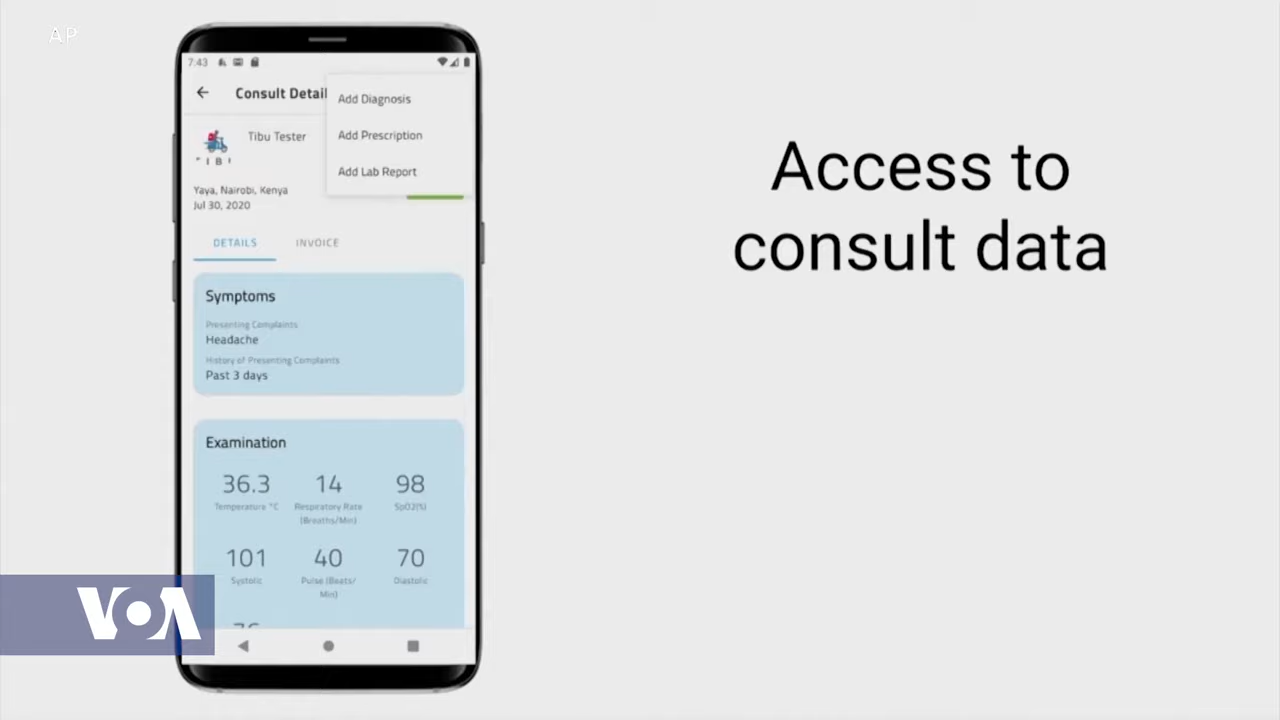 AP
7:43
Consult Detail
Add Diagnosis
Add Prescription
Add Lab Report
Tibu Tester
Yaya, Nairobi, Kenya
Jul 30, 2020
DETAILS
INVOICE
Symptoms
Presenting Complaints
Headache
History of Presenting Complaints
Past 3 days
Examination
36.3
14
98
Temperature °C
Respiratory Rate
(Breaths/Min)
SpO2(%)
101
40
70
Systolic
Pulse (Beats/
Min)
Diastolic
VOA
Access to
consult data